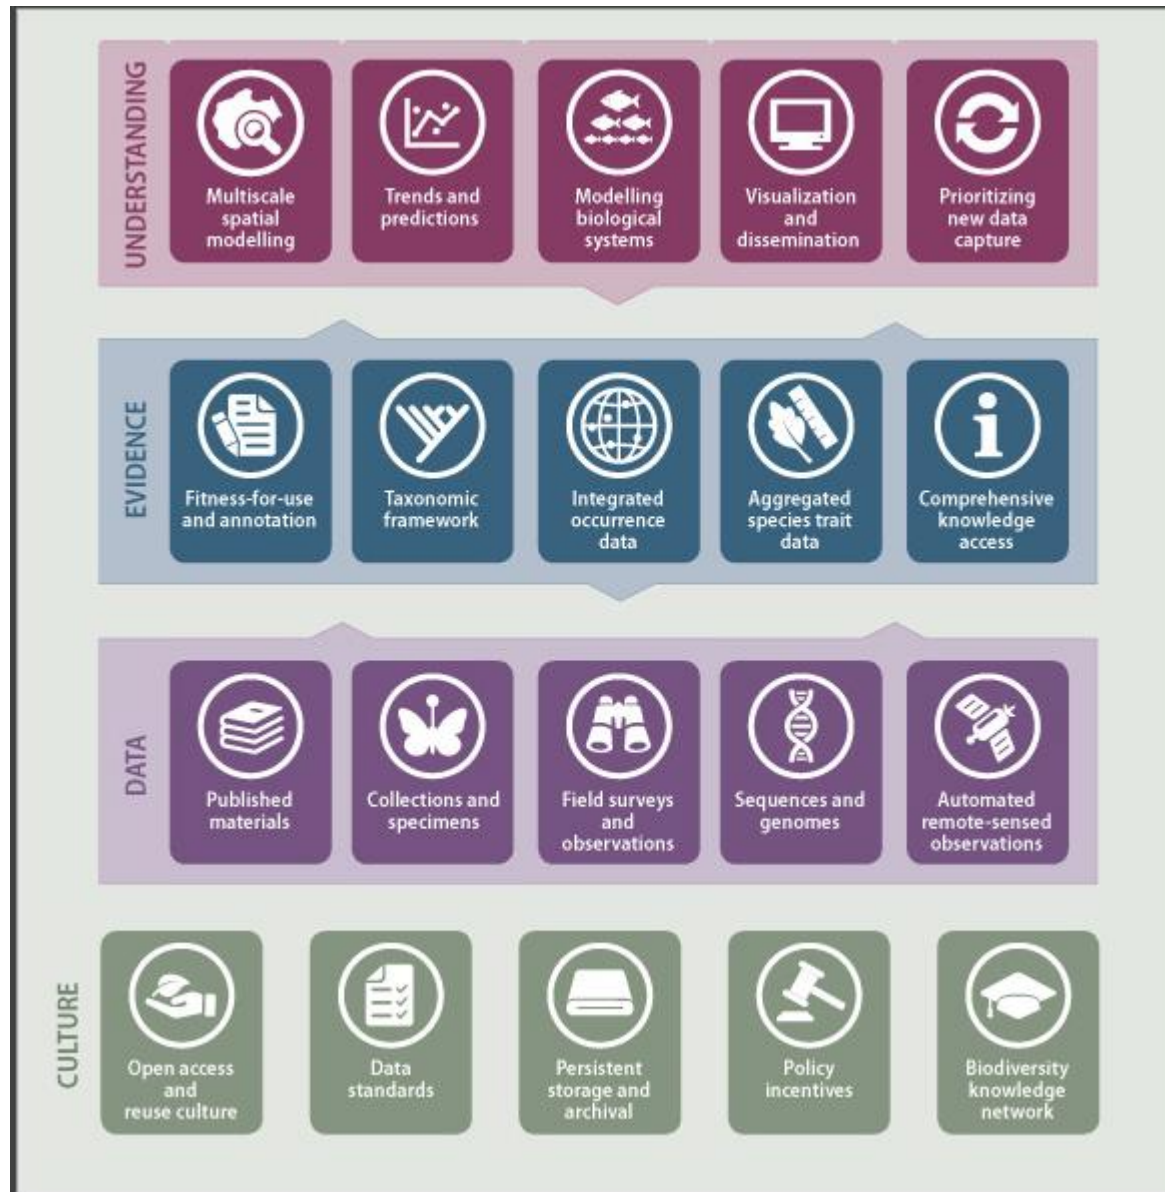 UNDERSTANDING
Multiscale
spatial
modelling
Trends and
predictions
Modelling
biological
systems
Visualization
and
dissemination
Prioritizing
new data
capture
EVIDENCE
Fitness-for-use
and annotation
Taxonomic
framework
Integrated
occurrence
data
Aggregated
species trait
data
Comprehensive
knowledge
access
DATA
Published
materials
Collections and
specimens
Field surveys
and
observations
Sequences and
genomes
Automated
remote-sensed
observations
CULTURE
Open access
and
reuse culture
Data
standards
Persistent
storage and
archival
Policy
incentives
Biodiversity
knowledge
network